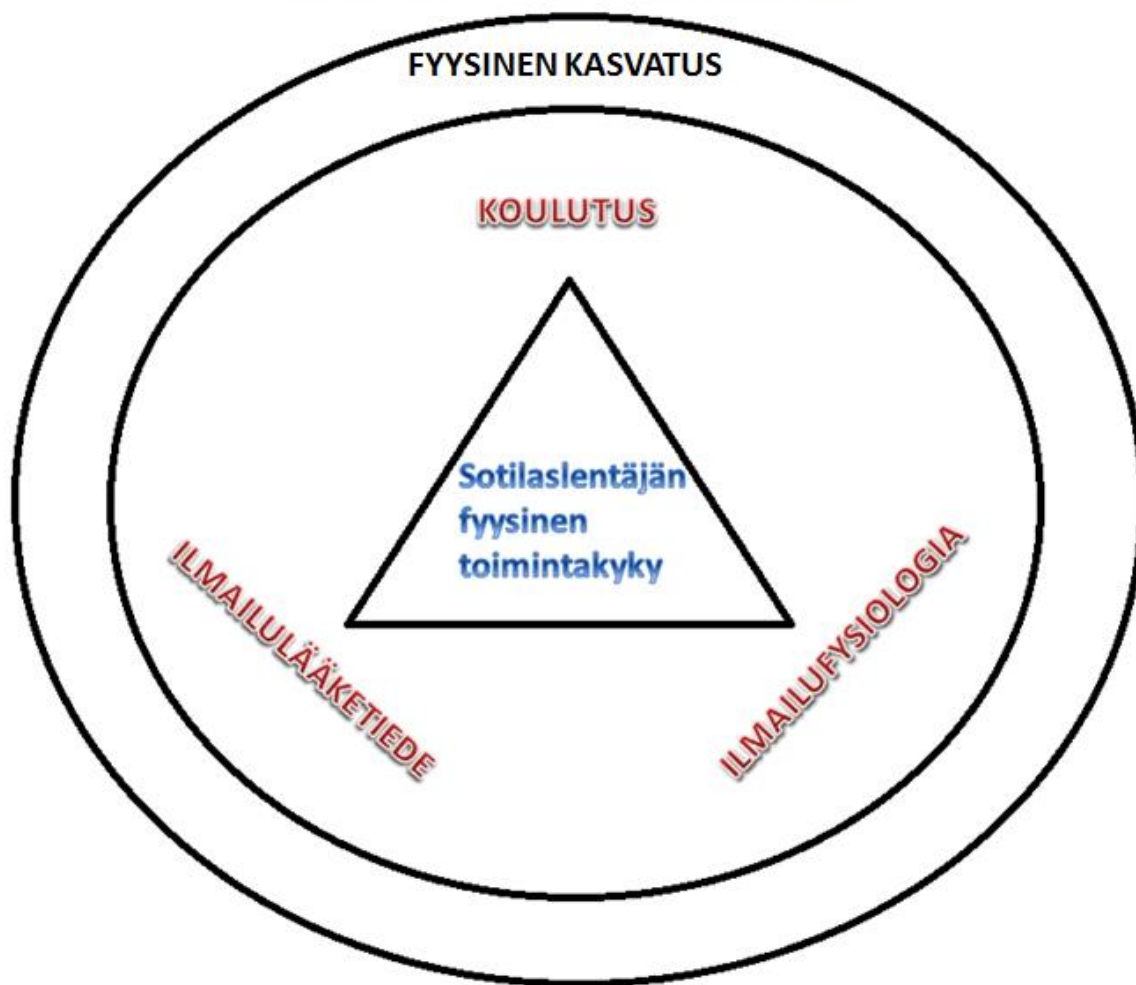 FYYSINEN KASVATUS
KOULUTUS
Sotilaslentäjän
fyysinen
toimintakyky
ILMAILULÄÄKETIEDE
ILMAILUFYSIOLOGIA